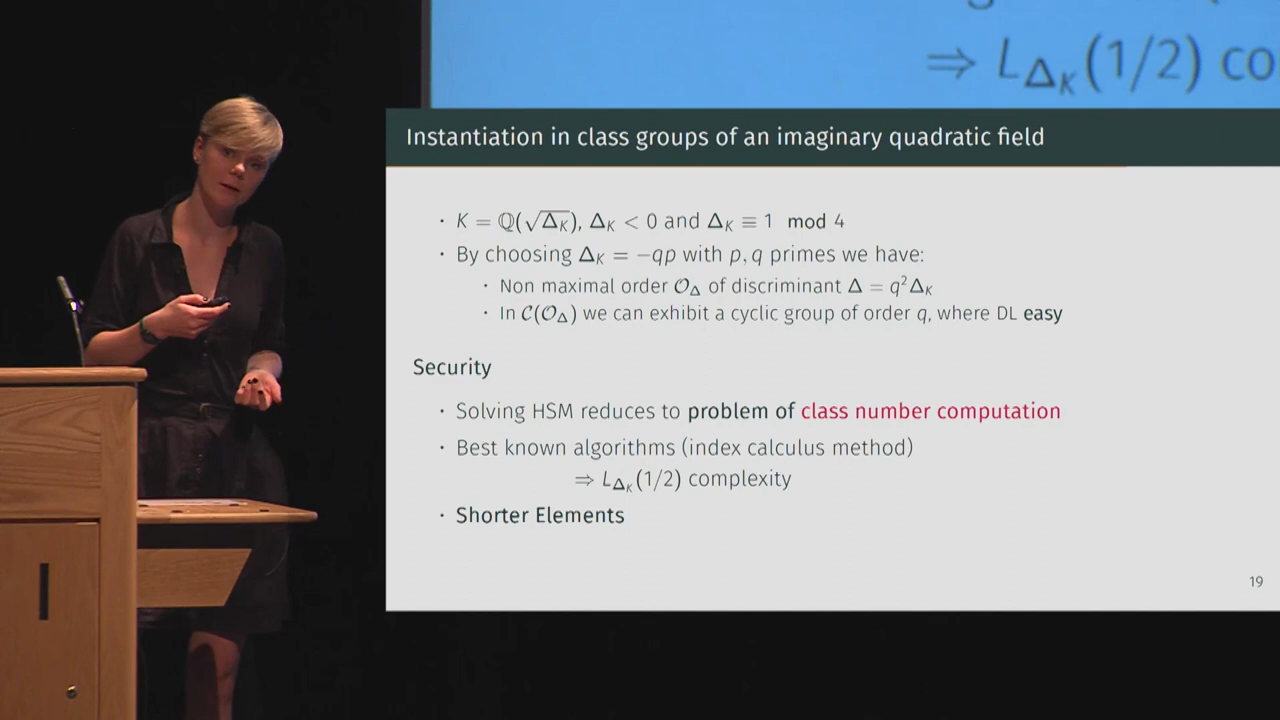 ⇒ L_{Δ_K}(1/2) co
Instantiation in class groups of an imaginary quadratic field
· K = ℚ(√Δ_K), Δ_K < 0 and Δ_K ≡ 1 mod 4
· By choosing Δ_K = −qp with p, q primes we have:
· Non maximal order 𝒪_Δ of discriminant Δ = q²Δ_K
· In 𝒞(𝒪_Δ) we can exhibit a cyclic group of order q, where DL easy
Security
· Solving HSM reduces to problem of class number computation
· Best known algorithms (index calculus method)
⇒ L_{Δ_K}(1/2) complexity
· Shorter Elements
19